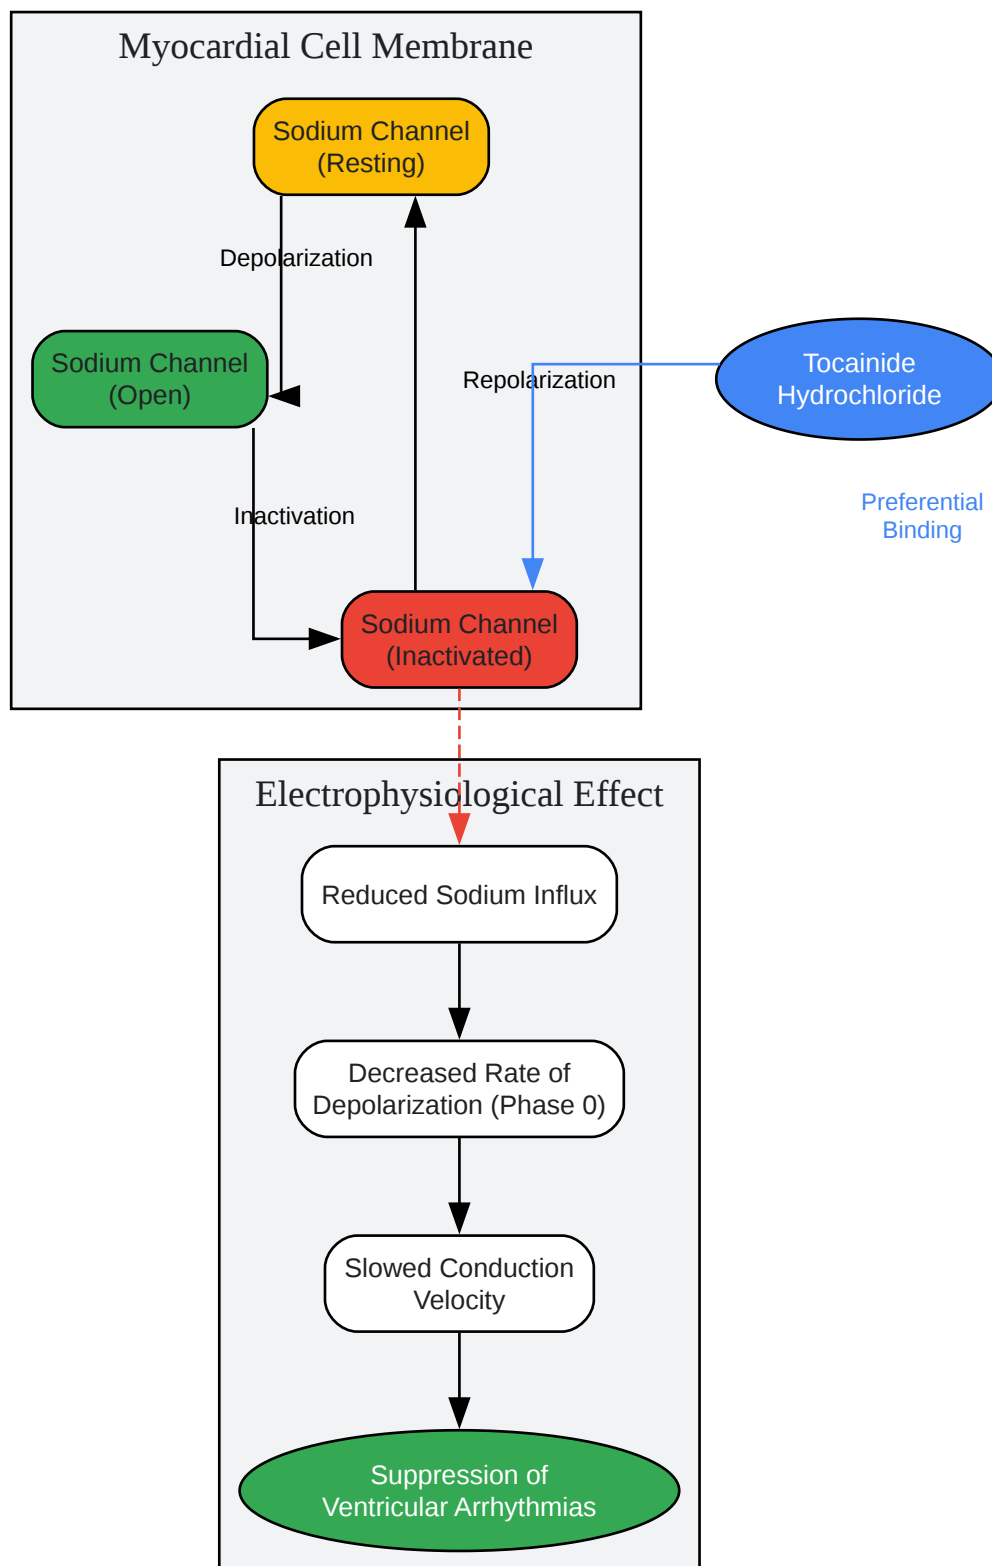 Myocardial Cell Membrane
Sodium Channel
(Resting)
Depolarization
Sodium Channel
(Open)
Repolarization
Tocainide
Hydrochloride
Inactivation
Preferential
Binding
Sodium Channel
(Inactivated)
Electrophysiological Effect
Reduced Sodium Influx
Decreased Rate of
Depolarization (Phase 0)
Slowed Conduction
Velocity
Suppression of
Ventricular Arrhythmias